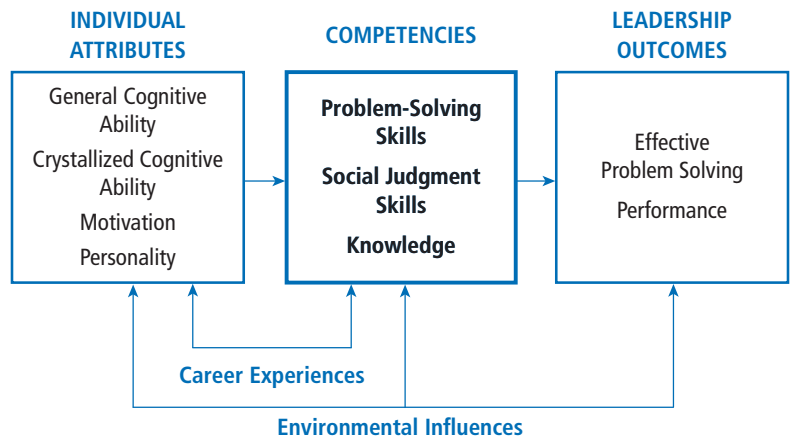 INDIVIDUAL
ATTRIBUTES
General Cognitive
Ability
Crystallized Cognitive
Ability
Motivation
Personality
COMPETENCIES
Problem-Solving
Skills
Social Judgment
Skills
Knowledge
LEADERSHIP
OUTCOMES
Effective
Problem Solving
Performance
Career Experiences
Environmental Influences